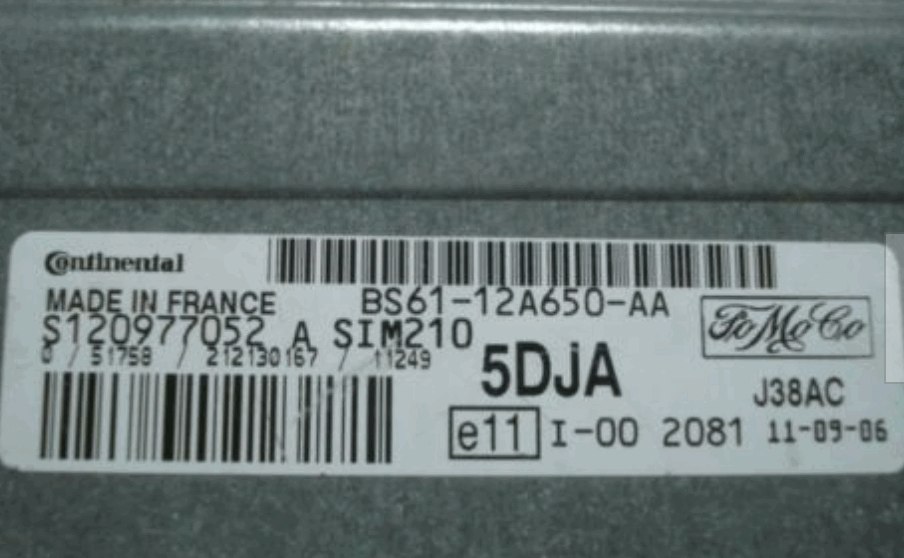 Continental
MADE IN FRANCE
BS61-12A650-AA
S120977052 A SIM210
FoMoCo
0 / 51758 / 212130167 / 11249
5DJA
J38AC
e11 I-00 2081 11-09-06